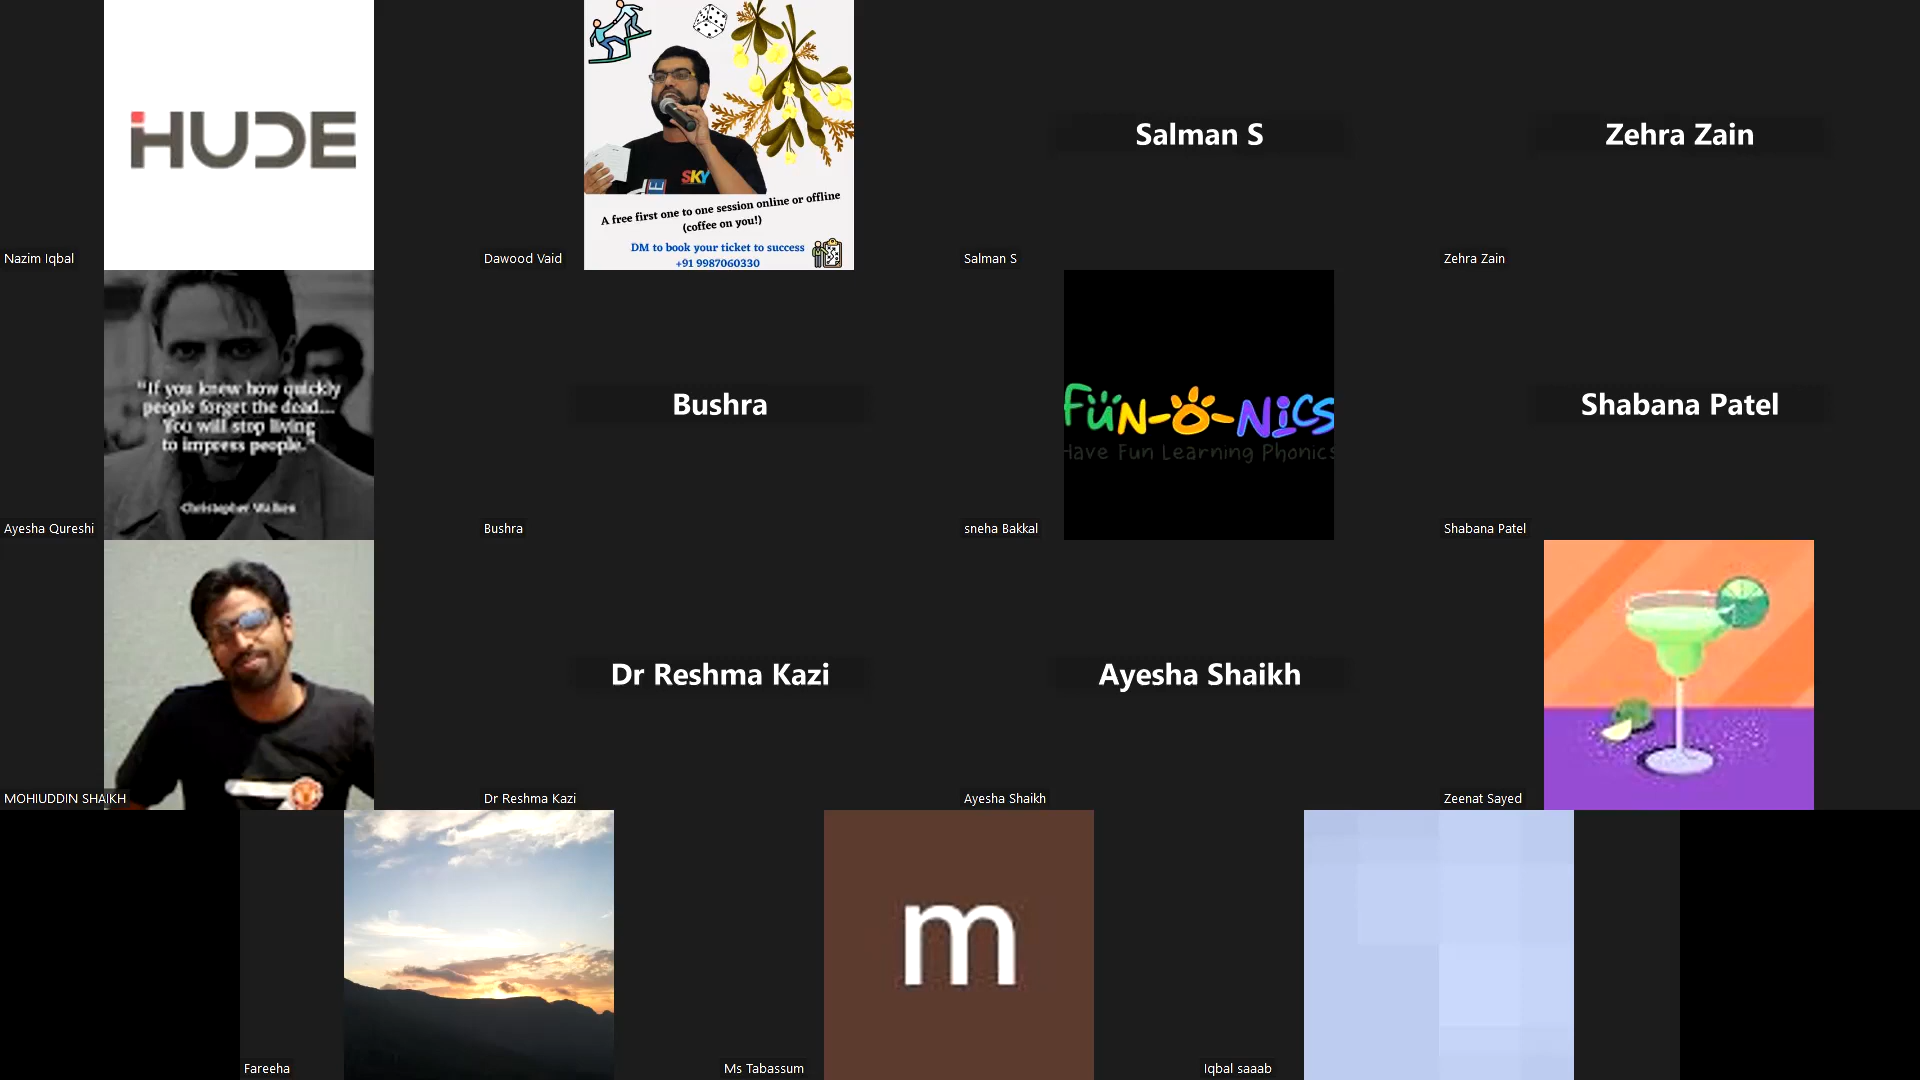 iHUDE
Nazim Iqbal
SKY
A free first one to one session online or offline
(coffee on you!)
DM to book your ticket to success
+91 9987060330
Dawood Vaid
Salman S
Salman S
Zehra Zain
Zehra Zain
"If you knew how quickly
people forget the dead...
You will stop living
to impress people."
-Christopher Walken
Ayesha Qureshi
Bushra
Bushra
FUN-O-NiCS
Have Fun Learning Phonics
sneha Bakkal
Shabana Patel
Shabana Patel
MOHIUDDIN SHAIKH
Dr Reshma Kazi
Dr Reshma Kazi
Ayesha Shaikh
Ayesha Shaikh
Zeenat Sayed
Fareeha
m
Ms Tabassum
Iqbal saaab